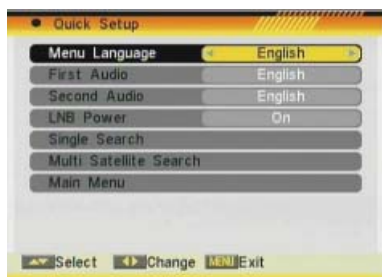 Quick Setup
Menu Language English
First Audio English
Second Audio English
LNB Power On
Single Search
Multi Satellite Search
Main Menu
Select Change MENU Exit